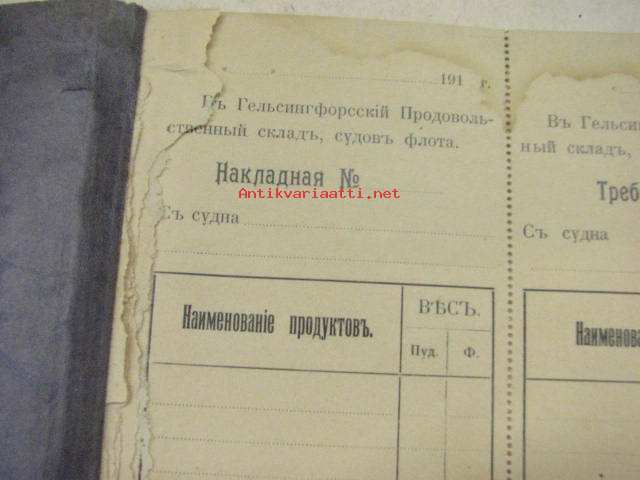 191 г.
Въ Гельсингфорсскій Продоволь-
ственный складъ, судовъ флота.
Накладная №
Antikvariaatti.net
Съ судна
Наименованіе продуктовъ.
ВѢСЪ.
Пуд. Ф.
Въ Гельсин
ный складъ,
Треб
Съ судна
Наименова